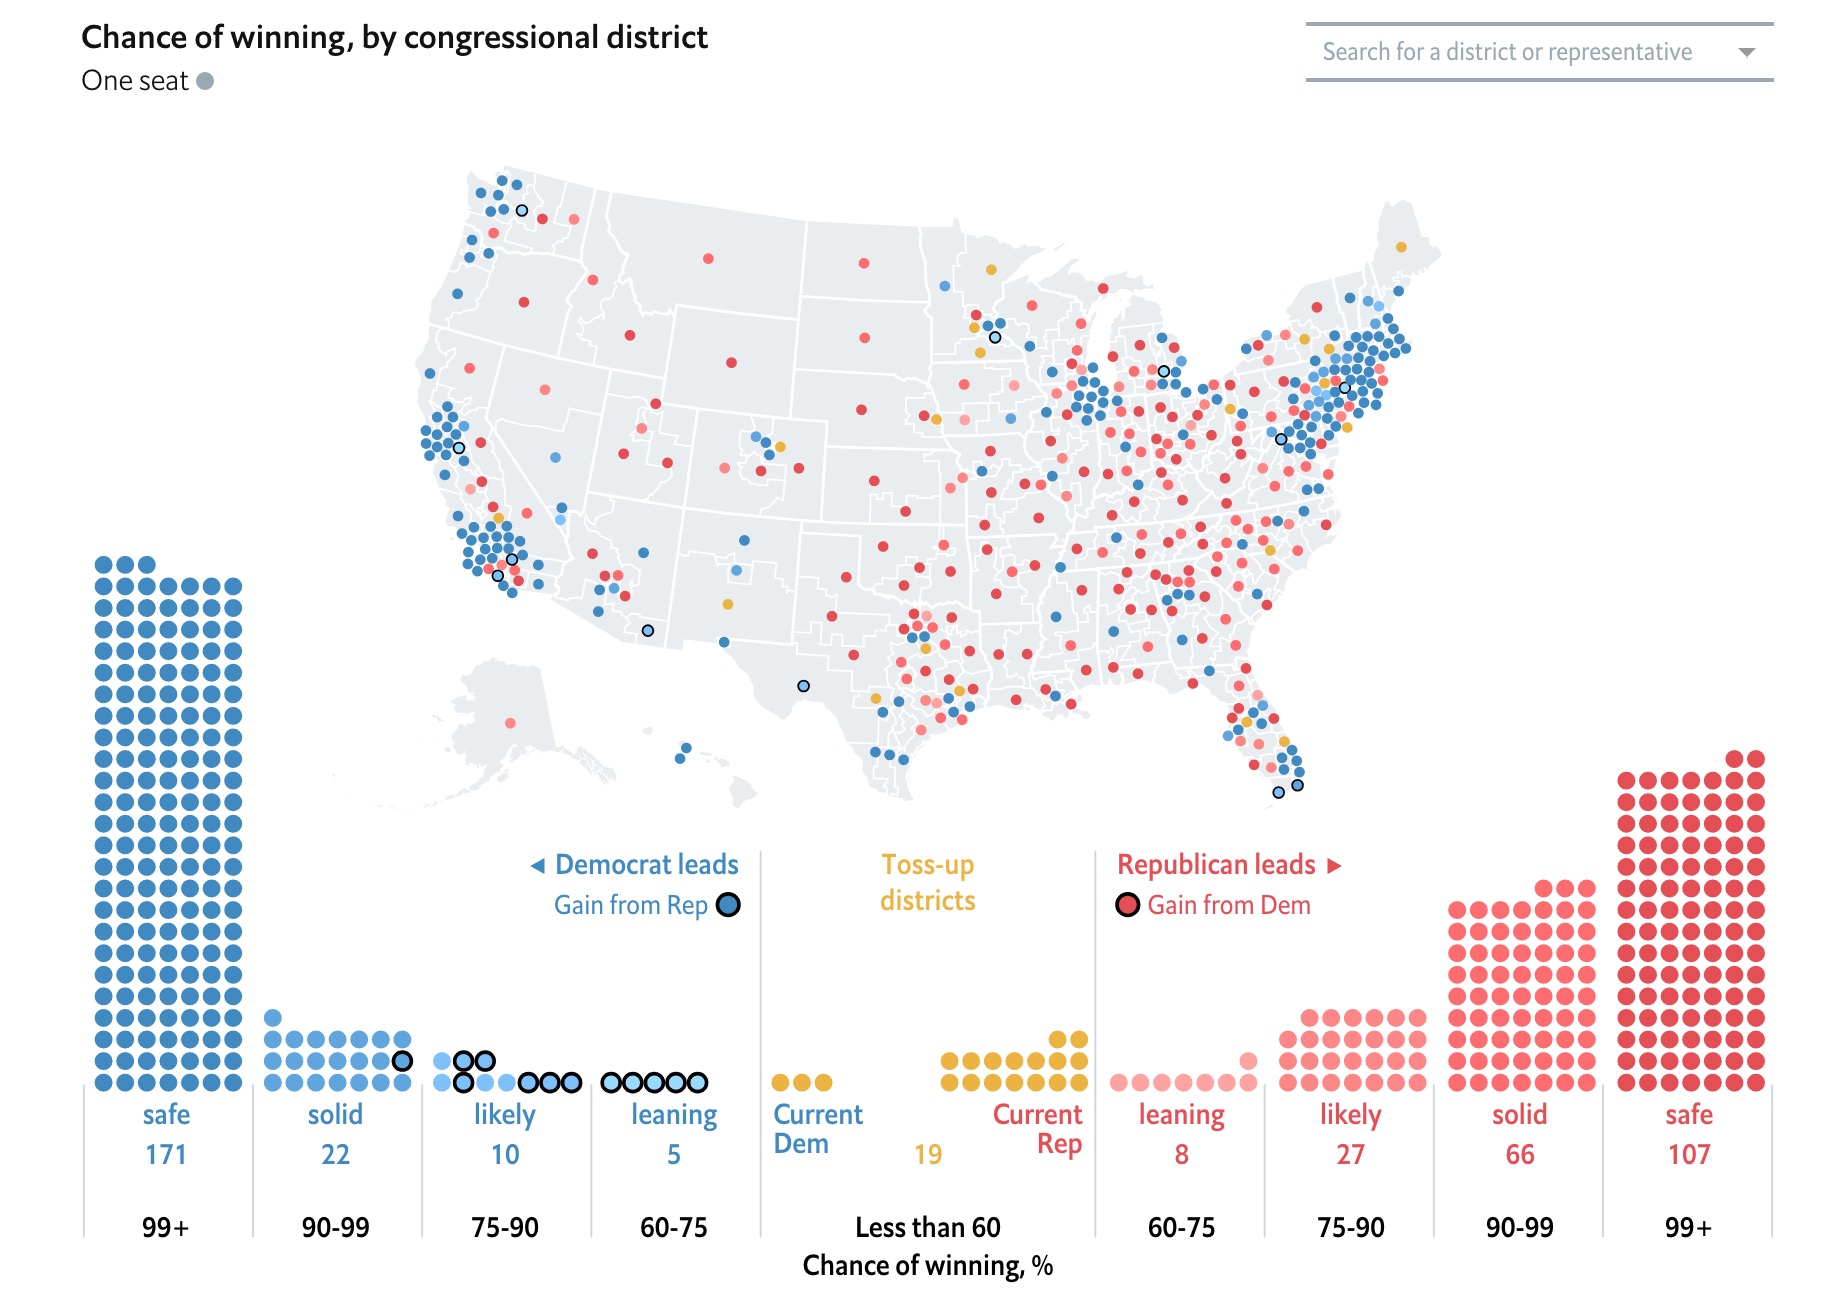 Chance of winning, by congressional district
One seat
Search for a district or representative
Democrat leads
Gain from Rep
Toss-up
districts
Republican leads
Gain from Dem
safe
171
solid
22
likely
10
leaning
5
Current
Dem
19
Current
Rep
leaning
8
likely
27
solid
66
safe
107
99+
90-99
75-90
60-75
Less than 60
60-75
75-90
90-99
99+
Chance of winning, %